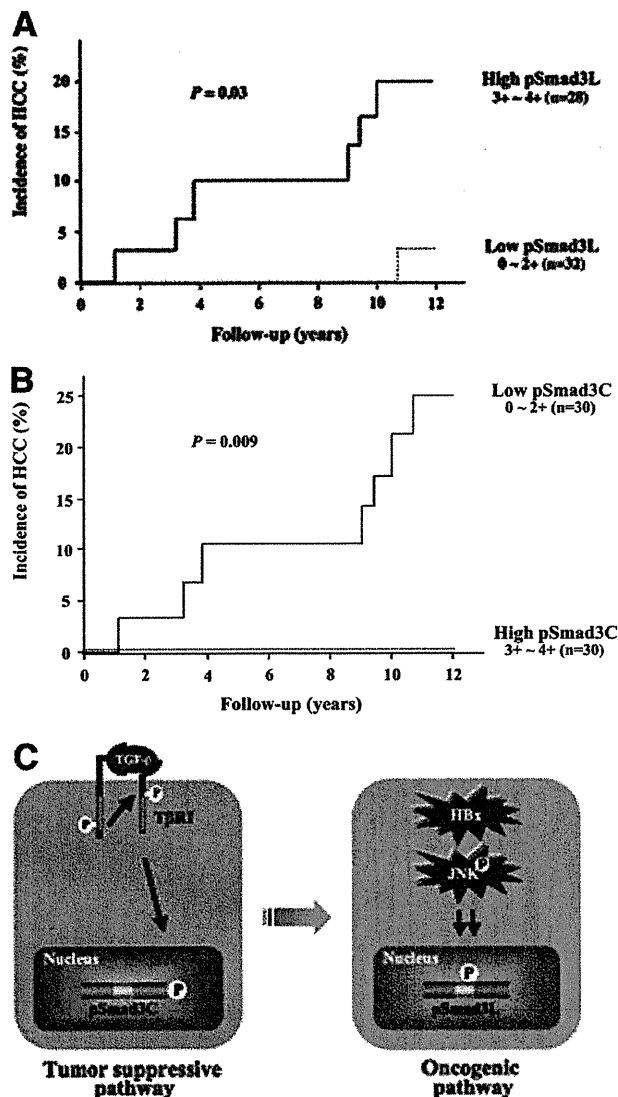 A
Incidence of HCC (%)
20
15
10
5
0
P = 0.03
High pSmad3L
3+ ~ 4+ (n=28)
Low pSmad3L
0 ~ 2+ (n=32)
0 2 4 6 8 10 12
Follow-up (years)
B
Incidence of HCC (%)
25
20
15
10
5
0
P = 0.009
Low pSmad3C
0 ~ 2+ (n=30)
High pSmad3C
3+ ~ 4+ (n=30)
0 2 4 6 8 10 12
Follow-up (years)
C
TGF-β
P
P
TβRI
Nucleus
P
pSmad3C
Tumor suppressive
pathway
HBx
JNK P
Nucleus
P
pSmad3L
Oncogenic
pathway